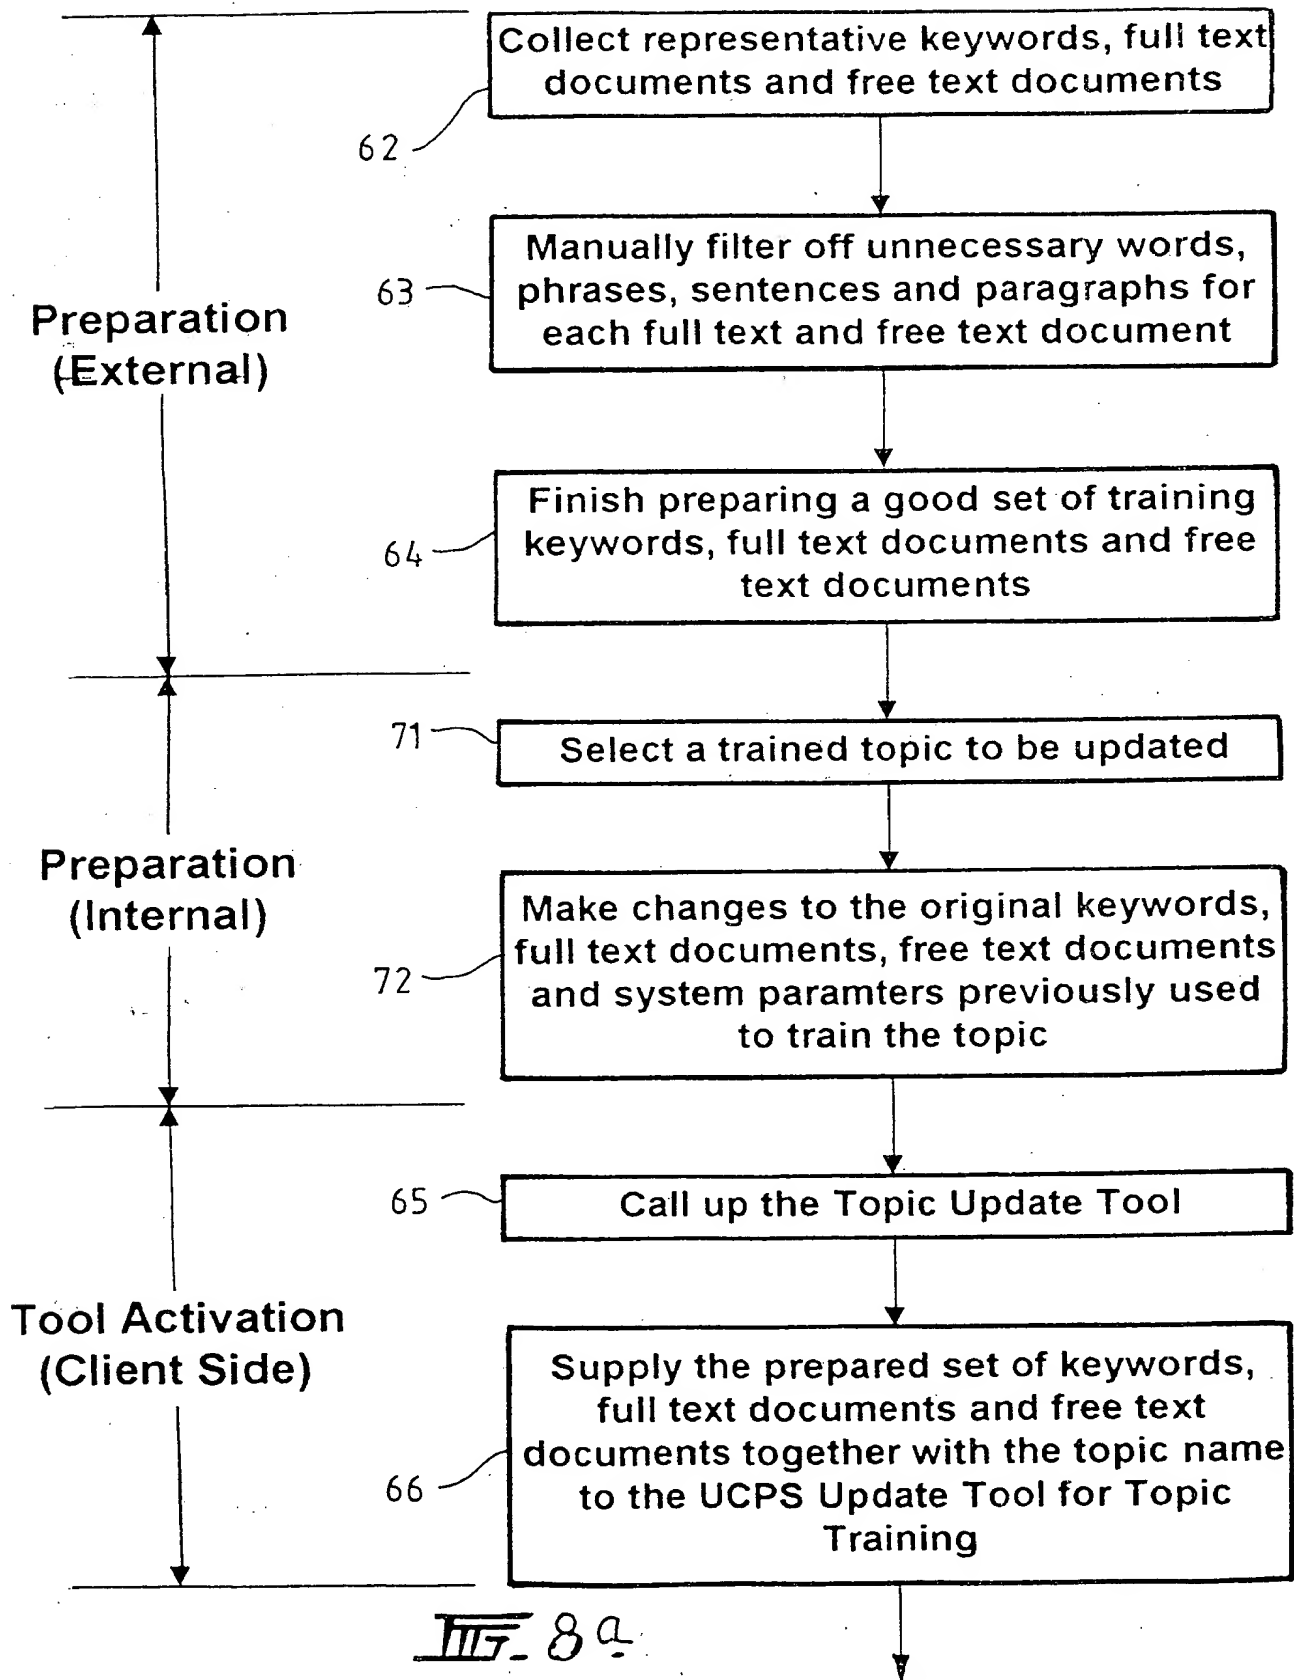 Collect representative keywords, full text
documents and free text documents
62
Manually filter off unnecessary words,
phrases, sentences and paragraphs for
each full text and free text document
63
Preparation
(External)
Finish preparing a good set of training
keywords, full text documents and free
text documents
64
71
Select a trained topic to be updated
Preparation
(Internal)
Make changes to the original keywords,
full text documents, free text documents
and system paramters previously used
to train the topic
72
65
Call up the Topic Update Tool
Tool Activation
(Client Side)
Supply the prepared set of keywords,
full text documents and free text
documents together with the topic name
to the UCPS Update Tool for Topic
Training
66
FIG. 8a